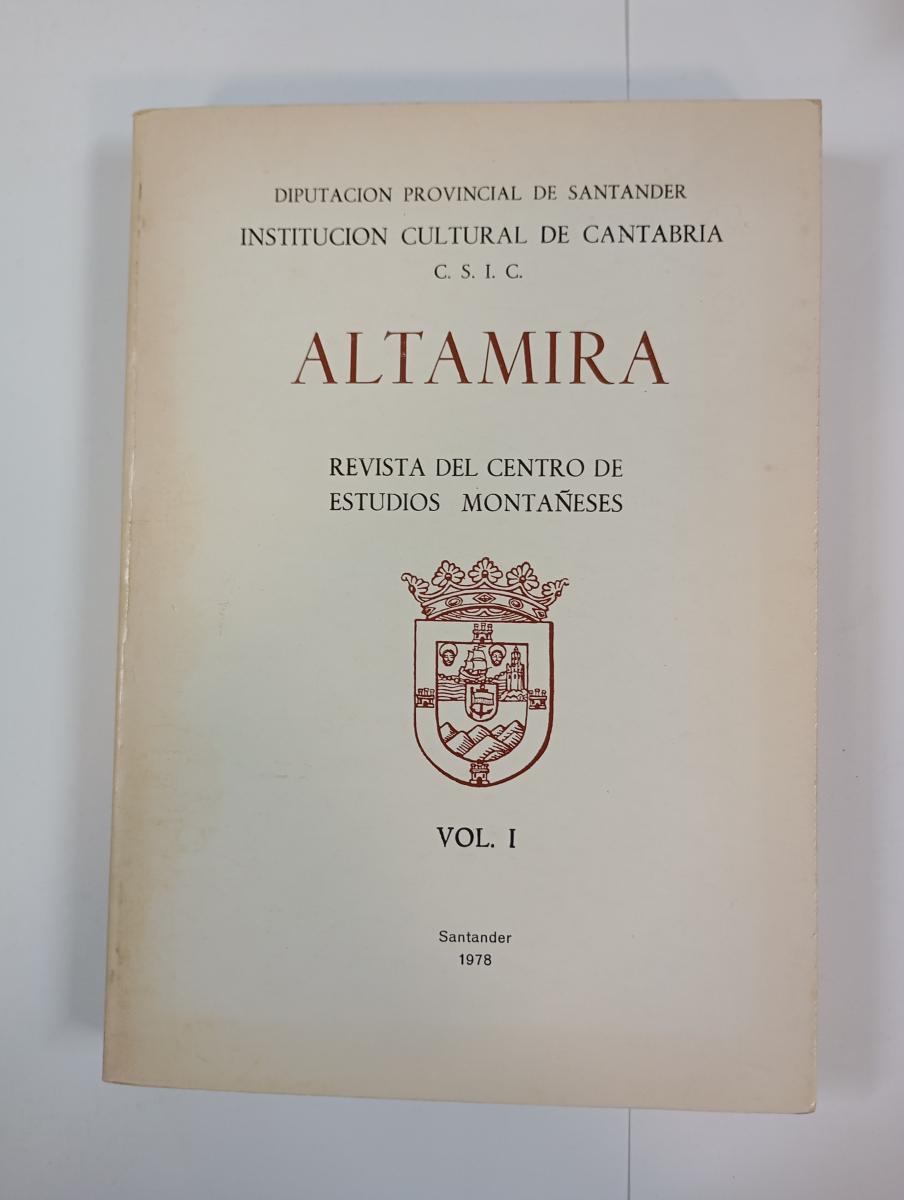 DIPUTACION PROVINCIAL DE SANTANDER
INSTITUCION CULTURAL DE CANTABRIA
C. S. I. C.
ALTAMIRA
REVISTA DEL CENTRO DE
ESTUDIOS MONTAÑESES
VOL. I
Santander
1978